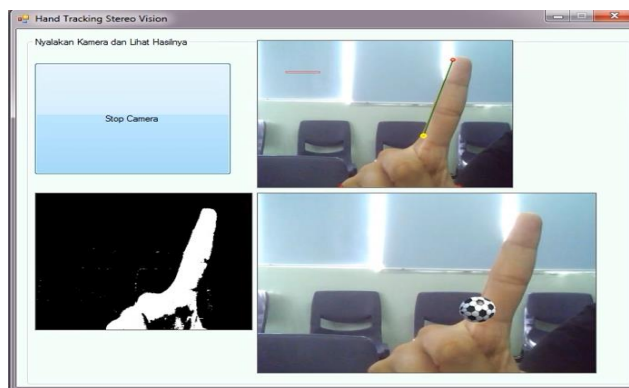 Hand Tracking Stereo Vision
Nyalakan Kamera dan Lihat Hasilnya
Stop Camera